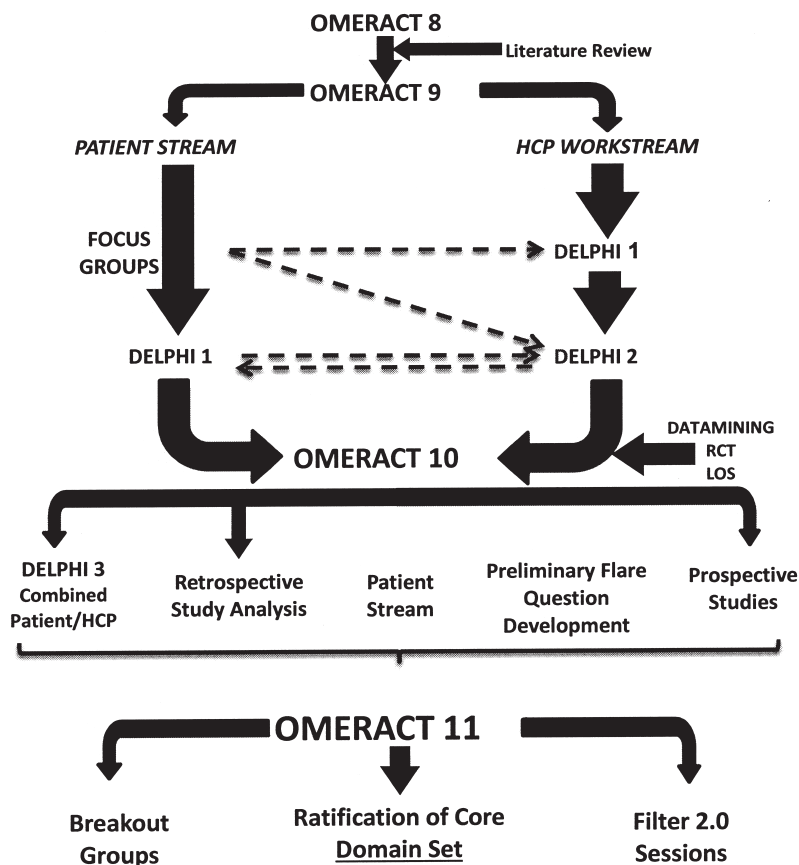 OMERACT 8
Literature Review
OMERACT 9
PATIENT STREAM
HCP WORKSTREAM
FOCUS
GROUPS
DELPHI 1
DELPHI 1
DELPHI 2
DATAMINING
RCT
LOS
OMERACT 10
DELPHI 3
Combined
Patient/HCP
Retrospective
Study Analysis
Patient
Stream
Preliminary Flare
Question
Development
Prospective
Studies
OMERACT 11
Breakout
Groups
Ratification of Core
Domain Set
Filter 2.0
Sessions